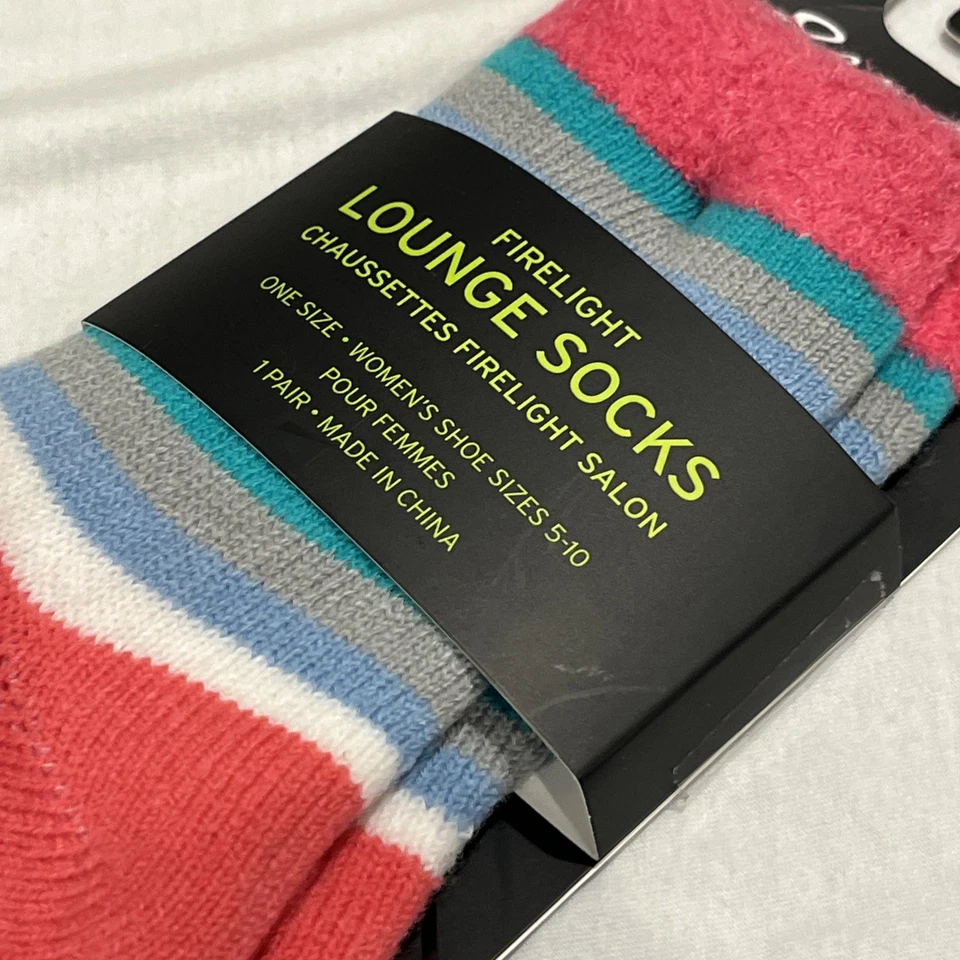 FIRELIGHT
LOUNGE SOCKS
CHAUSSETTES FIRELIGHT SALON
ONE SIZE • WOMEN'S SHOE SIZES 5-10
POUR FEMMES
1 PAIR • MADE IN CHINA